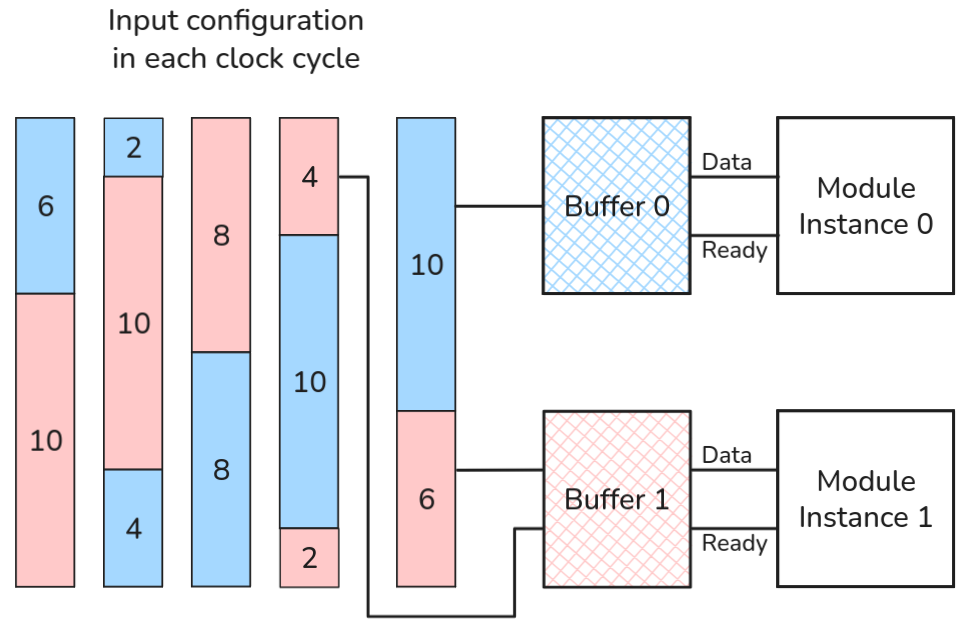 Input configuration
in each clock cycle
6
10
2
10
4
8
8
4
10
2
10
6
Buffer 0
Data
Ready
Module
Instance 0
Buffer 1
Data
Ready
Module
Instance 1